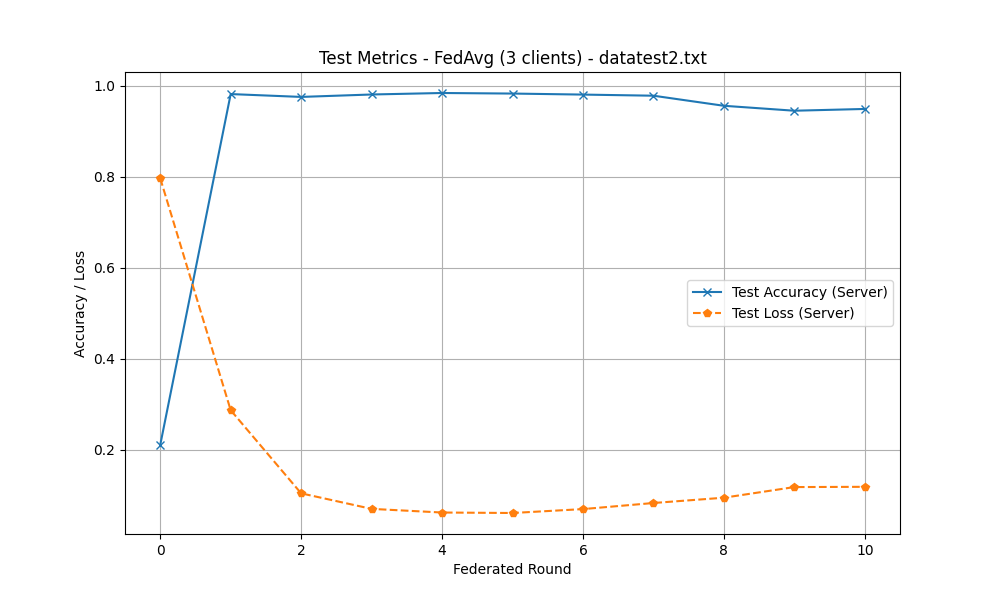 Test Metrics - FedAvg (3 clients) - datatest2.txt
1.0
0.8
0.6
0.4
0.2
Accuracy / Loss
Test Accuracy (Server)
Test Loss (Server)
0 2 4 6 8 10
Federated Round